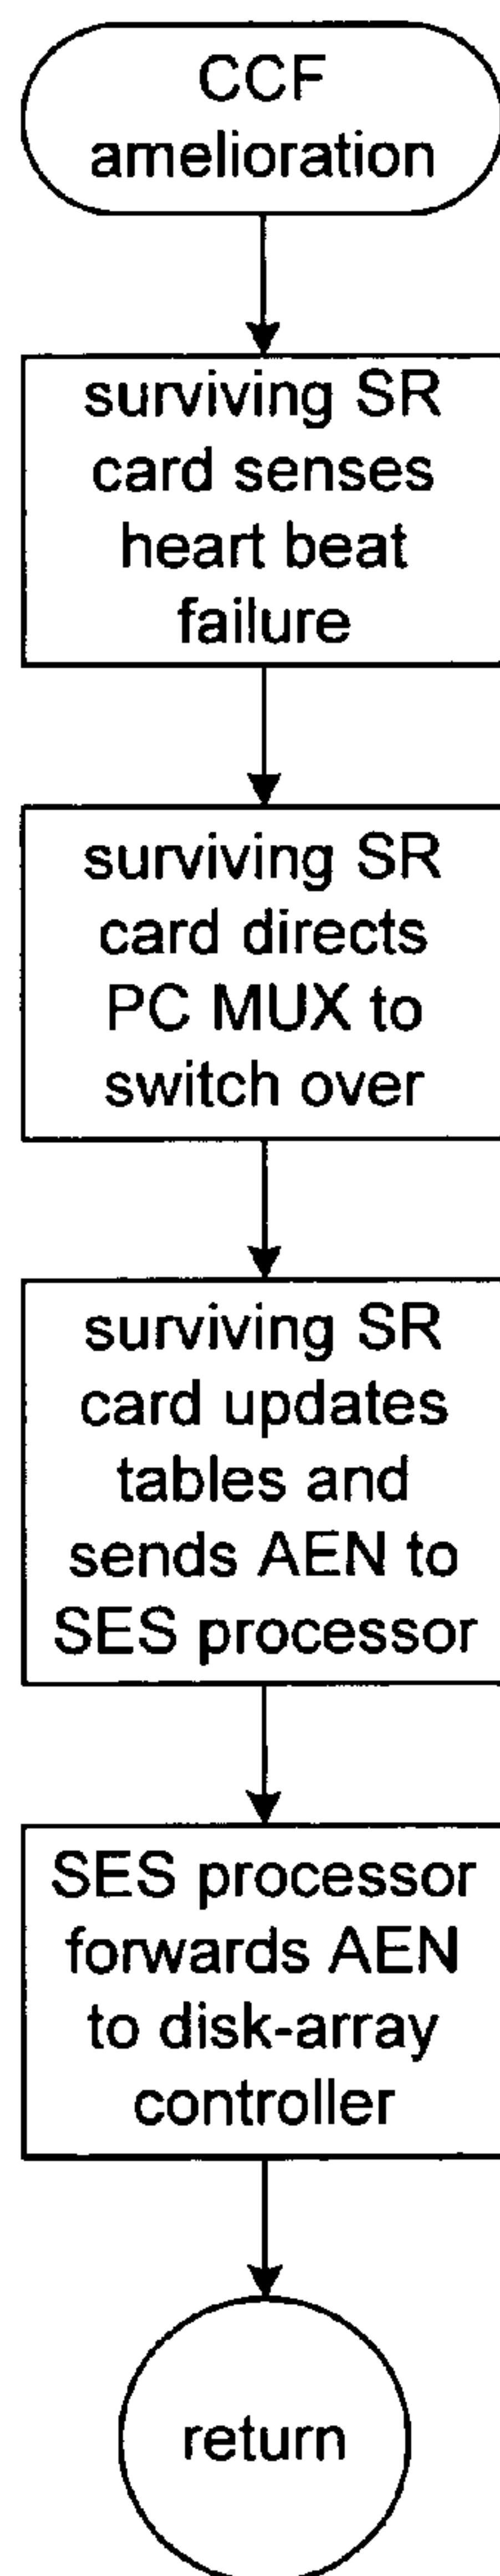 CCF
amelioration
surviving SR
card senses
heart beat
failure
surviving SR
card directs
PC MUX to
switch over
surviving SR
card updates
tables and
sends AEN to
SES processor
SES processor
forwards AEN
to disk-array
controller
return